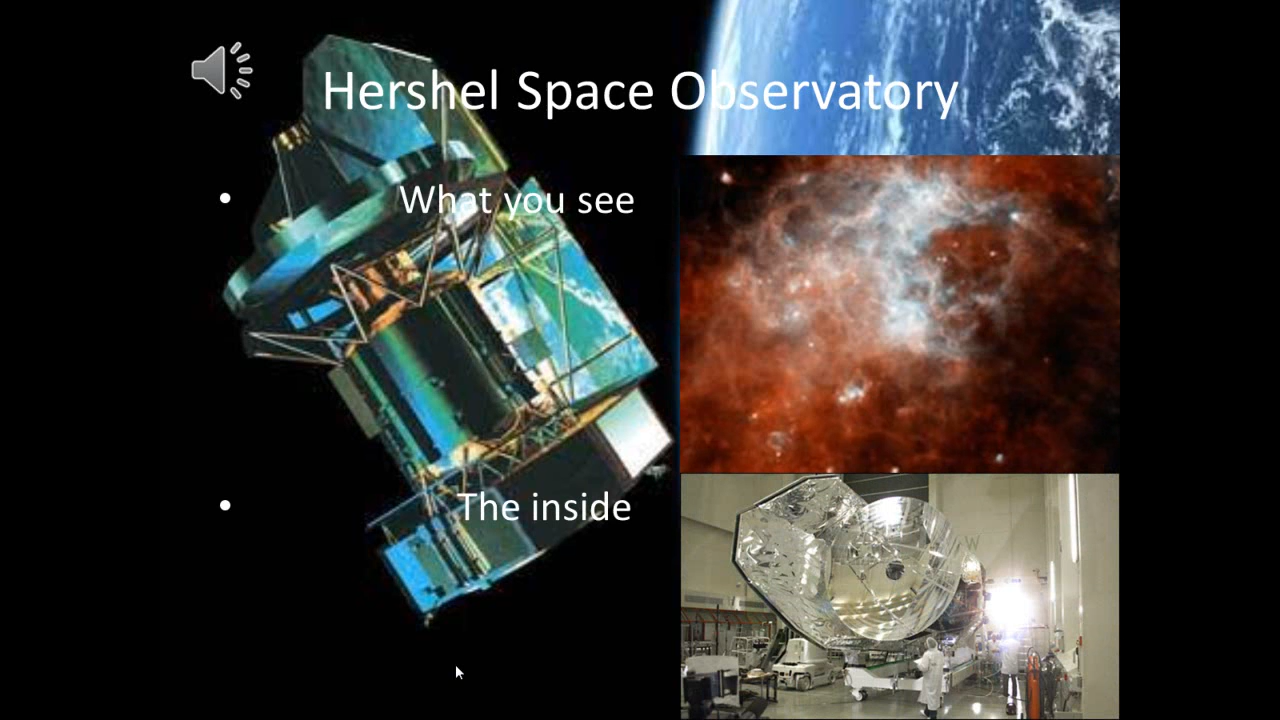 Hershel Space Observatory
• What you see
• The inside